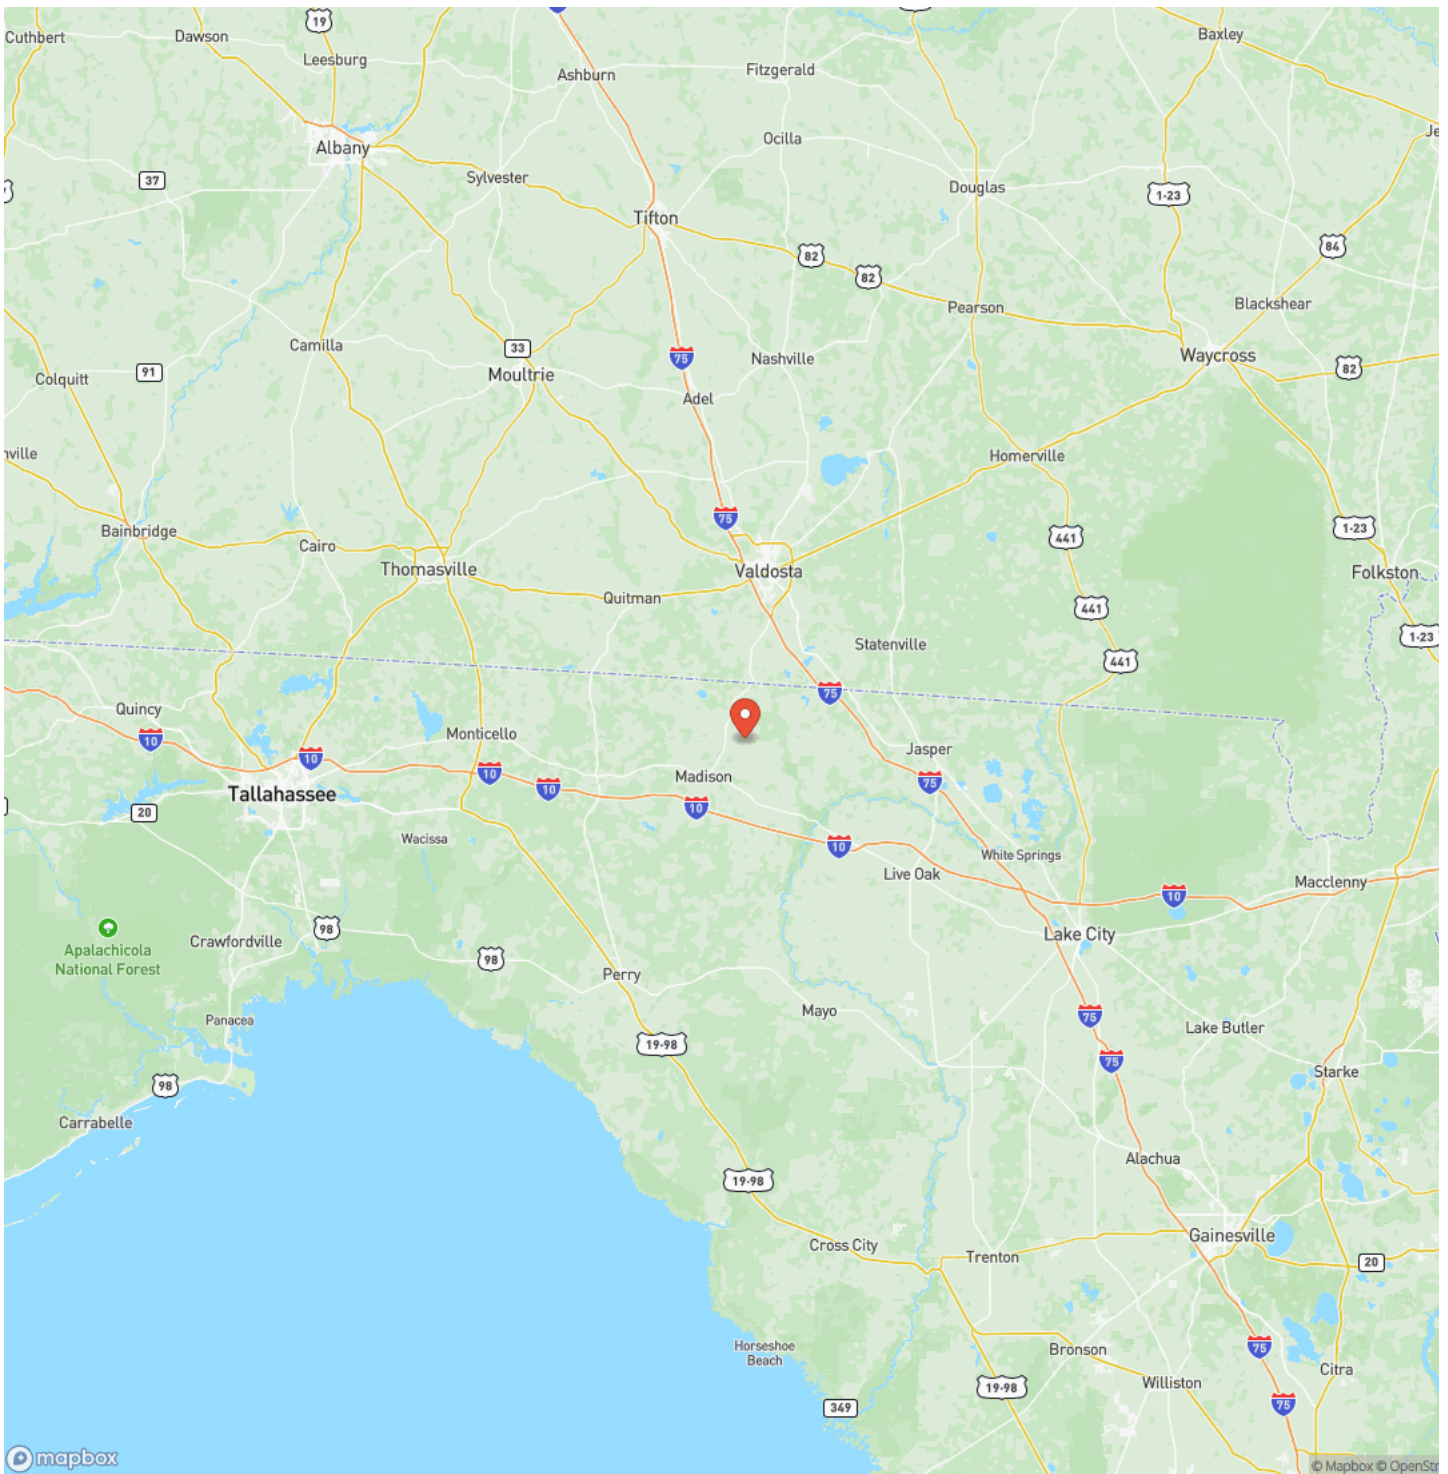 19
Cuthbert
Dawson
Leesburg
Ashburn
Fitzgerald
Baxley
Albany
Ocilla
37
Sylvester
Douglas
1-23
Tifton
82
84
82
Pearson
Blackshear
Camilla
33
75
Nashville
Waycross
Colquitt
91
Moultrie
82
Adel
Homerville
75
Bainbridge
Cairo
441
1-23
Thomasville
Valdosta
Folkston
Quitman
441
1-23
Statenville
441
75
Quincy
10
Monticello
Jasper
10
10
Madison
75
Tallahassee
10
10
20
Wacissa
10
White Springs
Live Oak
Macclenny
10
98
Apalachicola
National Forest
Crawfordville
Lake City
98
Perry
Mayo
Panacea
75
Lake Butler
19-98
75
Starke
98
Carrabelle
Alachua
19-98
Gainesville
Cross City
Trenton
20
Horseshoe
Beach
Bronson
75
Citra
19-98
Williston
349
75
mapbox
© Mapbox © OpenStr